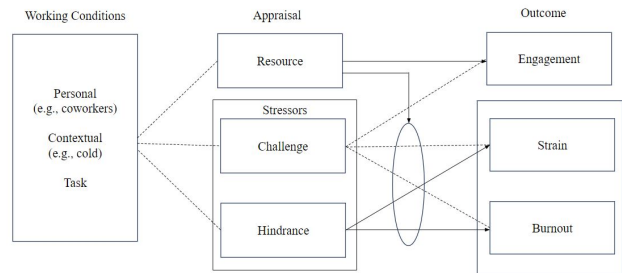 Working Conditions
Appraisal
Outcome
Personal
(e.g., coworkers)
Contextual
(e.g., cold)
Task
Resource
Stressors
Challenge
Hindrance
Engagement
Strain
Burnout